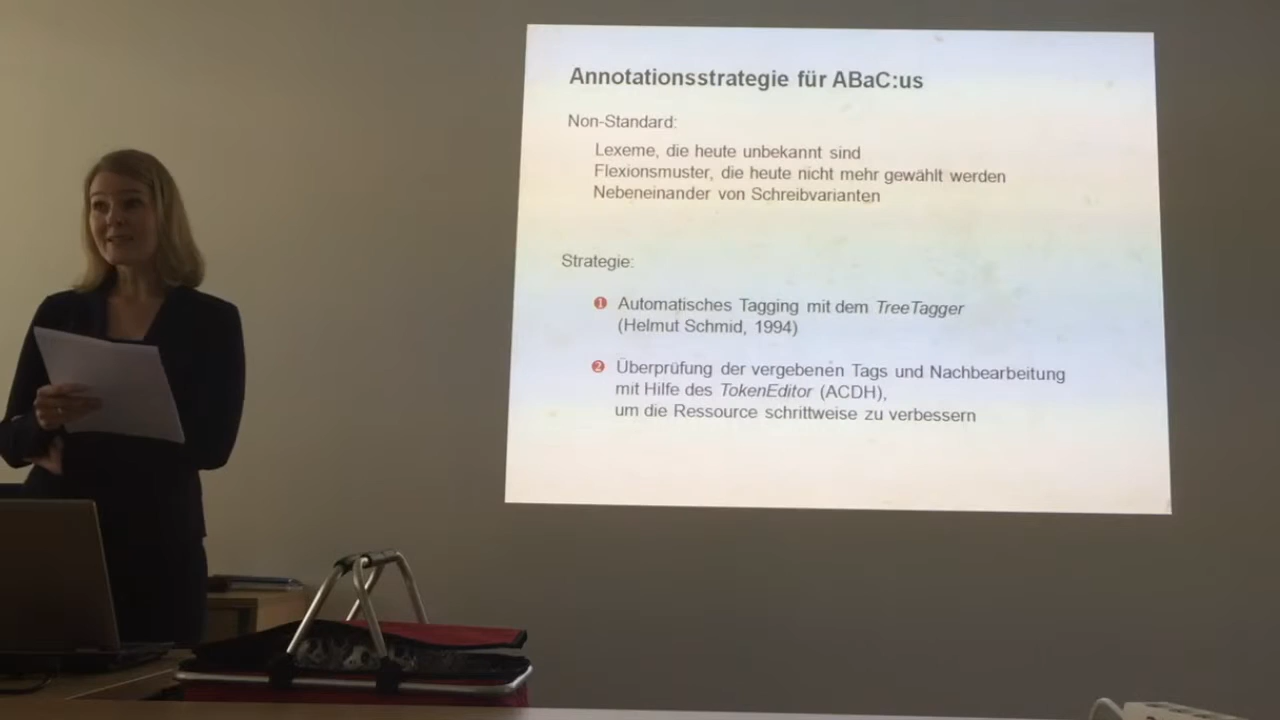 Annotationsstrategie für ABaC:us
Non-Standard:
Lexeme, die heute unbekannt sind
Flexionsmuster, die heute nicht mehr gewählt werden
Nebeneinander von Schreibvarianten
Strategie:
❶ Automatisches Tagging mit dem TreeTagger
(Helmut Schmid, 1994)
❷ Überprüfung der vergebenen Tags und Nachbearbeitung
mit Hilfe des TokenEditor (ACDH),
um die Ressource schrittweise zu verbessern